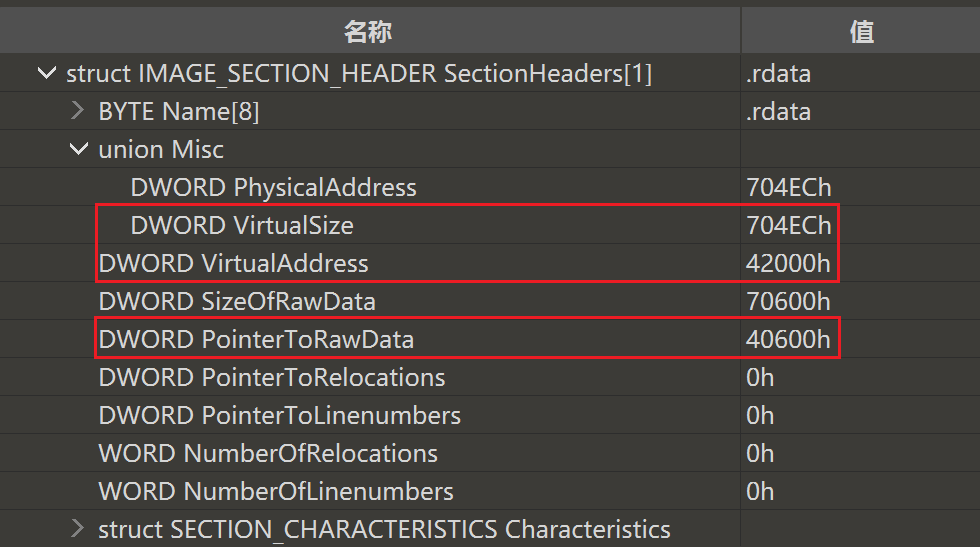 名称 值
struct IMAGE_SECTION_HEADER SectionHeaders[1] .rdata
BYTE Name[8] .rdata
union Misc
DWORD PhysicalAddress 704ECh
DWORD VirtualSize 704ECh
DWORD VirtualAddress 42000h
DWORD SizeOfRawData 70600h
DWORD PointerToRawData 40600h
DWORD PointerToRelocations 0h
DWORD PointerToLinenumbers 0h
WORD NumberOfRelocations 0h
WORD NumberOfLinenumbers 0h
struct SECTION_CHARACTERISTICS Characteristics